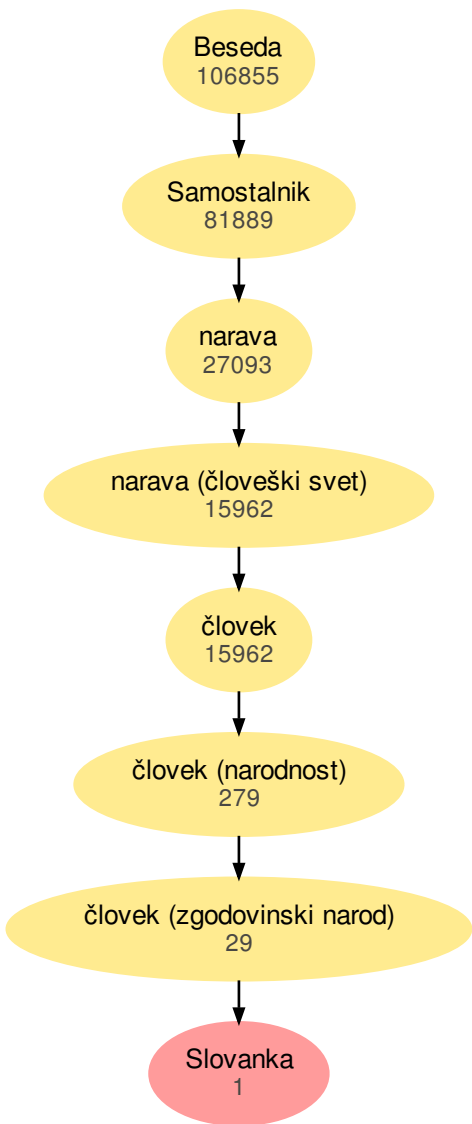 Beseda
106855
Samostalnik
81889
narava
27093
narava (človeški svet)
15962
človek
15962
človek (narodnost)
279
človek (zgodovinski narod)
29
Slovanka
1